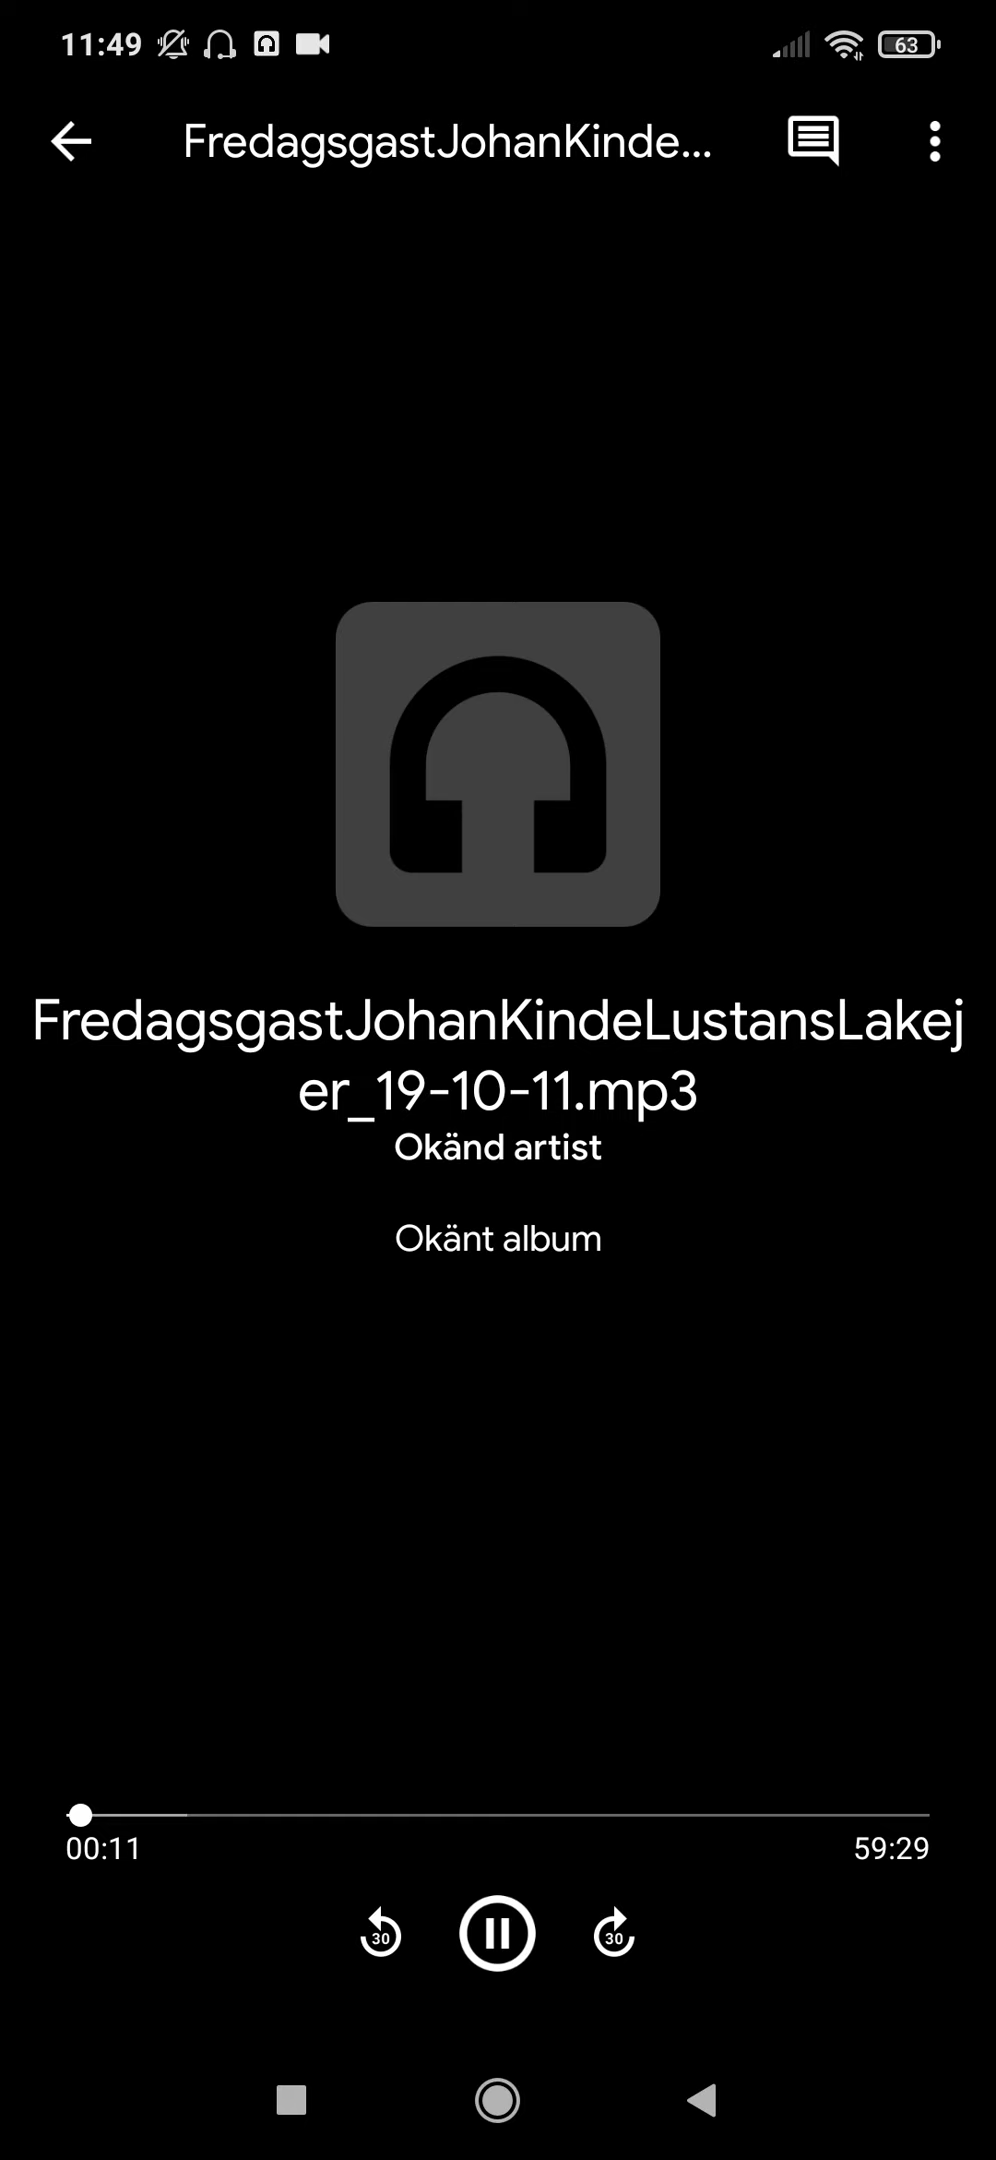 11:49
63
FredagsgastJohanKinde...
FredagsgastJohanKindeLustansLakej
er_19-10-11.mp3
Okänd artist
Okänt album
00:11
59:29
30
30